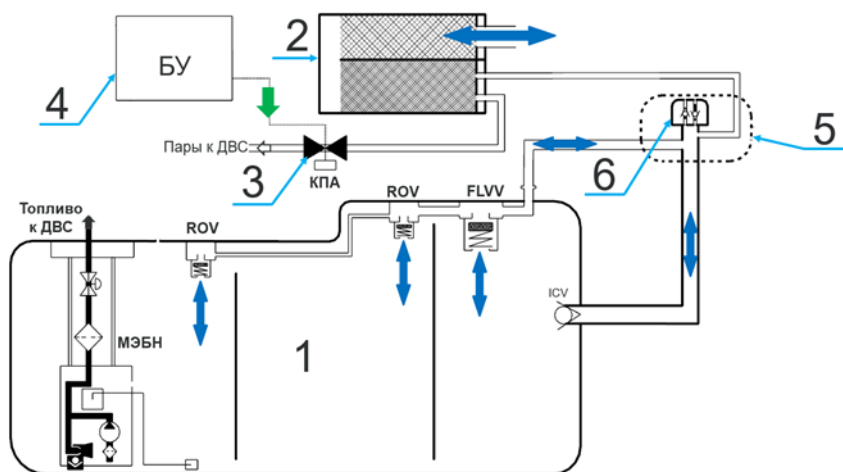 БУ
2
4
5
Пары к ДВС
3
КПА
6
ROV
FLVV
Топливо
к ДВС
ROV
ICV
1
МЭБН